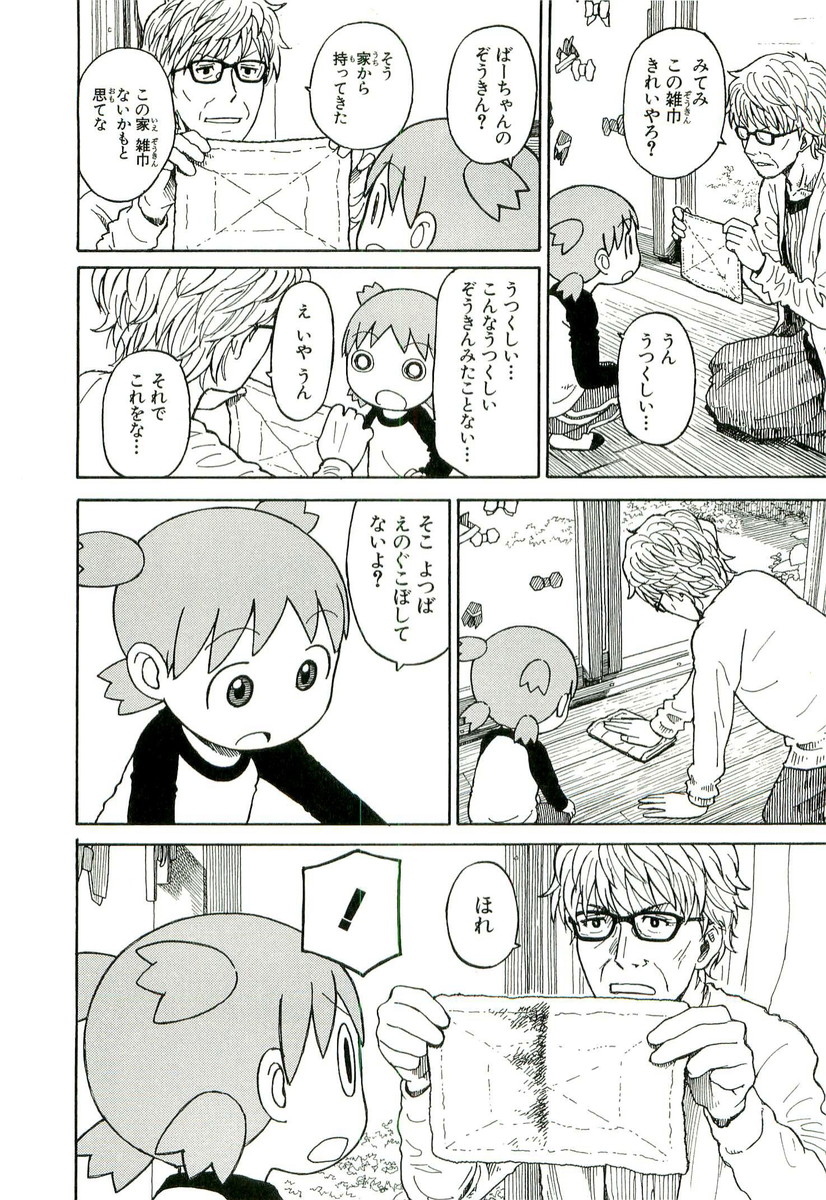 みてみ
この雑巾
きれいやろ？
うん
うつくしい…
ばーちゃんの
ぞうきん？
そう
家から
持ってきた
この家 雑巾
ないかもと
思てな
うつくしい…
こんなうつくしい
ぞうきんみたことない…
え いや うん
それで
これをな…
そこ よつば
えのぐこぼして
ないよ？
ほれ
！